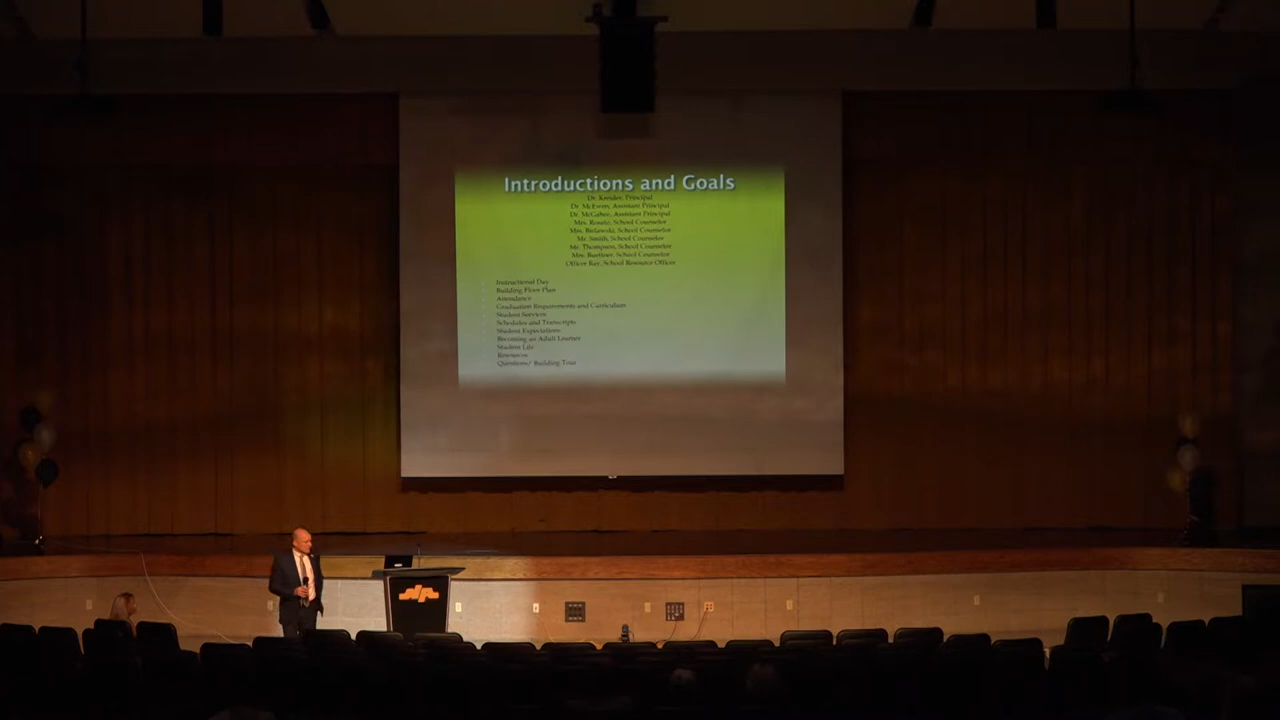 Introductions and Goals
Dr. Kreider, Principal
Dr. McEwen, Assistant Principal
Dr. McGahee, Assistant Principal
Mrs. Rosato, School Counselor
Mrs. Bielawski, School Counselor
Mr. Smith, School Counselor
Mr. Thompson, School Counselor
Mrs. Buettner, School Counselor
Officer Ker, School Resource Officer
Instructional Day
Building Floor Plan
Attendance
Graduation Requirements and Curriculum
Student Services
Schedules and Transcripts
Student Expectations
Becoming an Adult Learner
Student Life
Resources
Questions/ Building Tour